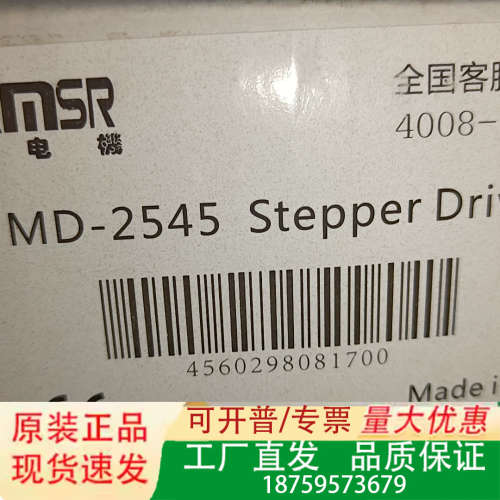 MSR
电 機
全国客服
4008-
MD-2545 Stepper Dri
4560298081700
Made i
原装正品
现货速发
可开普/专票 量大优惠
工厂直发 品质保证
18759573679